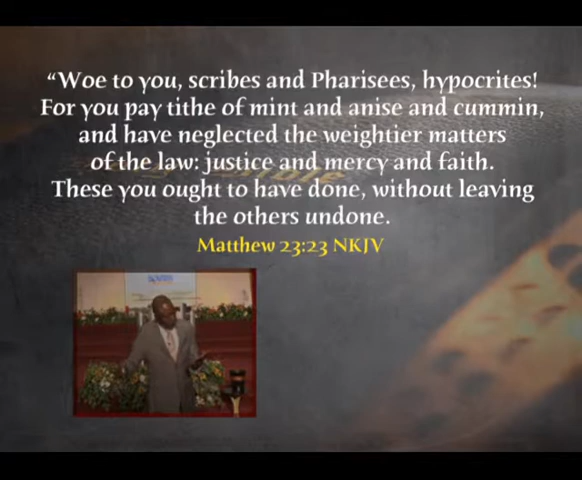 “Woe to you, scribes and Pharisees, hypocrites!
For you pay tithe of mint and anise and cummin,
and have neglected the weightier matters
of the law: justice and mercy and faith.
These you ought to have done, without leaving
the others undone.
Matthew 23:23 NKJV